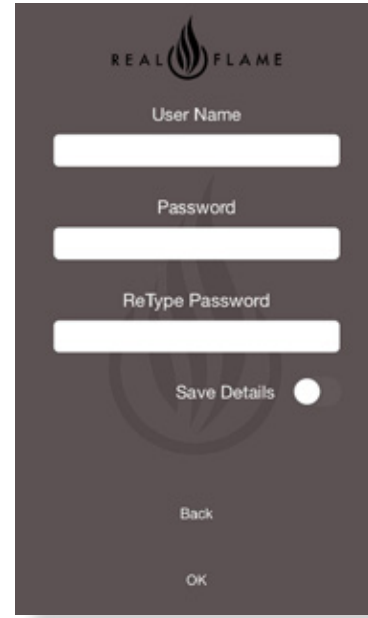 REAL FLAME
User Name
Password
ReType Password
Save Details
Back
OK